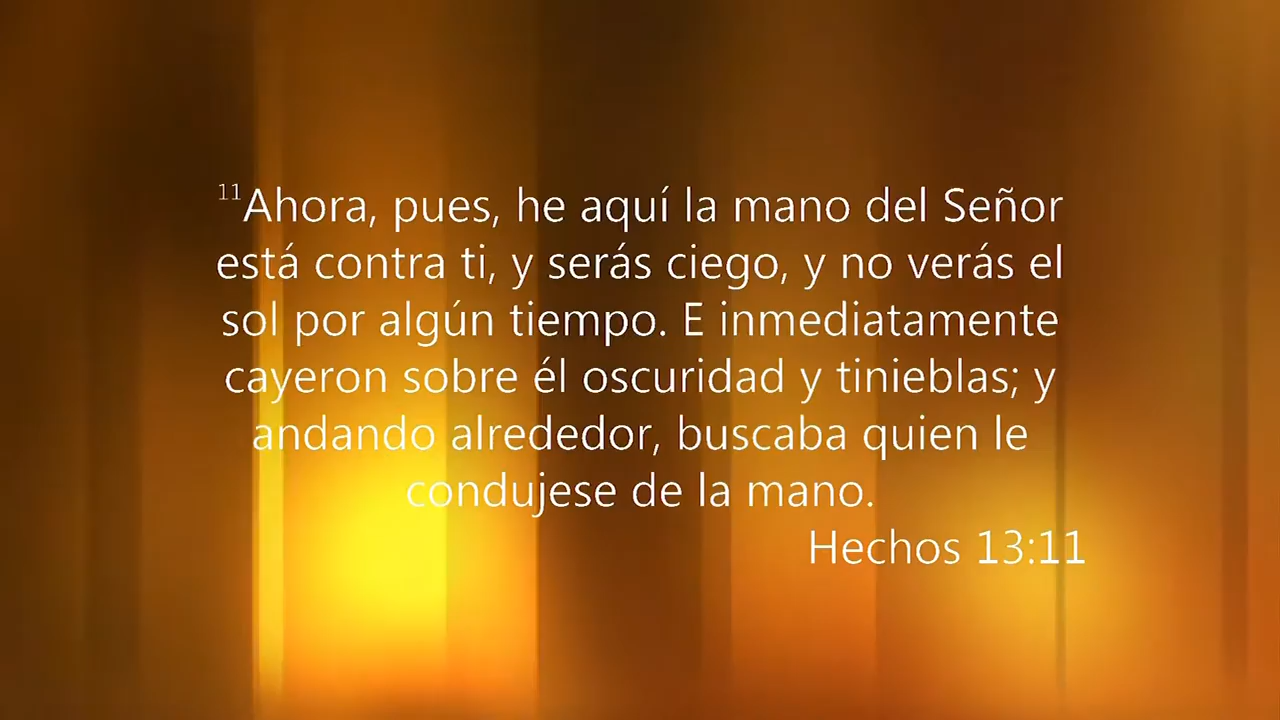 11Ahora, pues, he aquí la mano del Señor
está contra ti, y serás ciego, y no verás el
sol por algún tiempo. E inmediatamente
cayeron sobre él oscuridad y tinieblas; y
andando alrededor, buscaba quien le
condujese de la mano.
Hechos 13:11